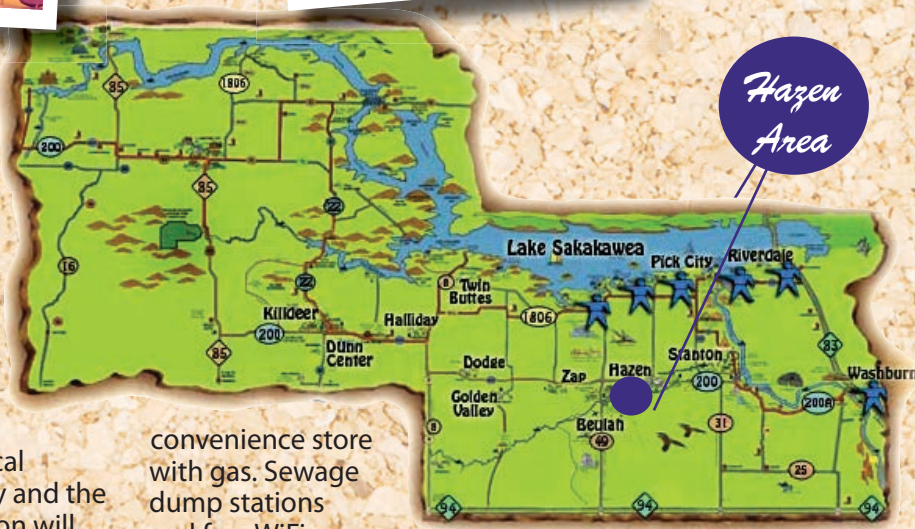 Hazen
Area
85
1806
200
85
22
16
Lake Sakakawea
Pick City
Riverdale
22
8
Twin
Buttes
Killdeer
Halliday
1806
200
85
Dunn
Center
83
Stanton
Dodge
Zap
Hazen
200
Washburn
Golden
Valley
200A
Beulah
8
49
31
25
94
94
94
convenience store
with gas. Sewage
dump stations
cal
y and the
on will